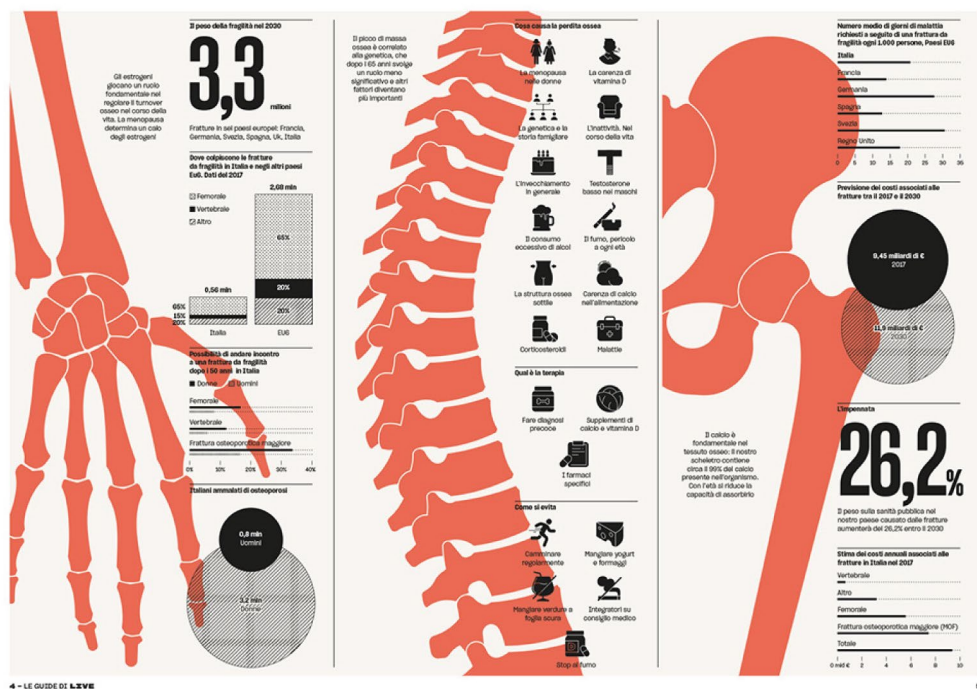 Il peso della fragilità nel 2030
3,3
milioni
Fratture in sei paesi europei: Francia,
Germania, Svezia, Spagna, Uk, Italia
Gli estrogeni
giocano un ruolo
fondamentale nel
regolare il turnover
osseo nel corso della
vita. La menopausa
determina un calo
degli estrogeni
Dove colpiscono le fratture
da fragilità in Italia e negli altri paesi
Eu6. Dati del 2017
2,68 mln
Femorale
Vertebrale
Altro
65%
20%
20%
0,56 mln
65%
15%
20%
Italia
EU6
Possibilità di andare incontro
a una frattura da fragilità
dopo i 50 anni in Italia
Donne
Uomini
Femorale
Vertebrale
Frattura osteoporotica maggiore
0%
10%
20%
30%
40%
Italiani ammalati di osteoporosi
0,8 mln
Uomini
3,2 mln
Donne
4 – LE GUIDE DI LIVE
Il picco di massa
ossea è correlato
alla genetica, che
dopo i 65 anni svolge
un ruolo meno
significativo e altri
fattori diventano
più importanti
Cosa causa la perdita ossea
La menopausa
nelle donne
La carenza di
vitamina D
La genetica e la
storia famigliare
L'inattività. Nel
corso della vita
L'invecchiamento
in generale
Testosterone
basso nei maschi
Il consumo
eccessivo di alcol
Il fumo, pericolo
a ogni età
La struttura ossea
sottile
Carenza di calcio
nell'alimentazione
Corticosteroidi
Malattie
Qual è la terapia
Fare diagnosi
precoce
Supplementi di
calcio e vitamina D
I farmaci
specifici
Come si evita
Camminare
regolarmente
Mangiare yogurt
e formaggi
Mangiare verdure a
foglia scura
Integratori su
consiglio medico
Stop al fumo
Numero medio di giorni di malattia
richiesti a seguito di una frattura da
fragilità ogni 1.000 persone, Paesi EU6
Italia
Francia
Germania
Spagna
Svezia
Regno Unito
0
5
10
15
20
25
30
35
Previsione dei costi associati alle
fratture tra il 2017 e il 2030
9,45 miliardi di €
2017
11,9 miliardi di €
2030
L'impennata
26,2%
Il peso sulla sanità pubblica nel
nostro paese causato dalle fratture
aumenterà del 26,2% entro il 2030
Il calcio è
fondamentale nel
tessuto osseo: il nostro
scheletro contiene
circa il 99% del calcio
presente nell'organismo.
Con l'età si riduce la
capacità di assorbirlo
Stima dei costi annuali associati alle
fratture in Italia nel 2017
Vertebrale
Altro
Femorale
Frattura osteoporotica maggiore (MOF)
Totale
0 mld €
2
4
6
8
10